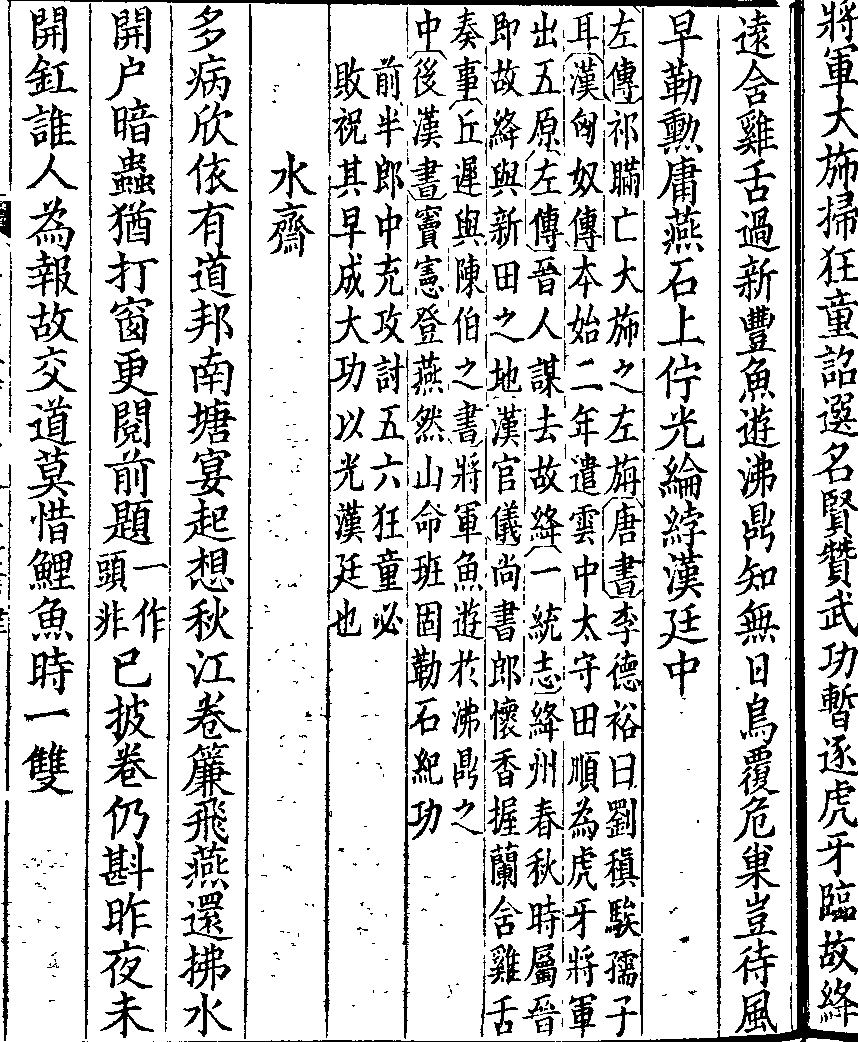 將軍大旆掃狂童詔選名賢贊武功暫逐虎牙臨故絳
遠含雞舌過新豐魚遊沸鼎知無日鳥覆危巢豈待風
早勒勲庸燕石上佇光綸綍漢廷中
左傳祁瞞亡大旆之左旃唐書李德裕曰劉稹騃孺子
耳漢匈奴傳本始二年遣雲中太守田順為虎牙將軍
出五原左傳晉人謀去故絳一統志絳州春秋時屬晉
即故絳與新田之地漢官儀尚書郎懷香握蘭含雞舌
奏事丘遲與陳伯之書將軍魚遊於沸鼎之
中後漢書竇憲登燕然山命班固勒石紀功
前半郎中充攻討五六狂童必
敗祝其早成大功以光漢廷也
水齋
多病欣依有道邦南塘宴起想秋江卷簾飛燕還拂水
開户暗蟲猶打窗更閱前題一作
頭非已披卷仍斟昨夜未
開缸誰人為報故交道莫惜鯉魚時一雙